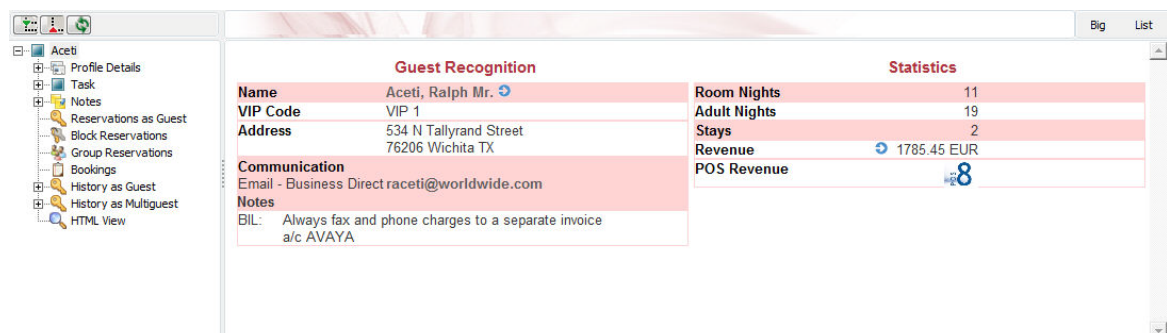 Big List
Aceti
Profile Details
Task
Notes
Reservations as Guest
Block Reservations
Group Reservations
Bookings
History as Guest
History as Multiguest
HTML View
Guest Recognition
Name Aceti, Ralph Mr.
VIP Code VIP 1
Address 534 N Tallyrand Street
76206 Wichita TX
Communication
Email - Business Direct raceti@worldwide.com
Notes
BIL: Always fax and phone charges to a separate invoice
a/c AVAYA
Statistics
Room Nights 11
Adult Nights 19
Stays 2
Revenue 1785.45 EUR
POS Revenue 8